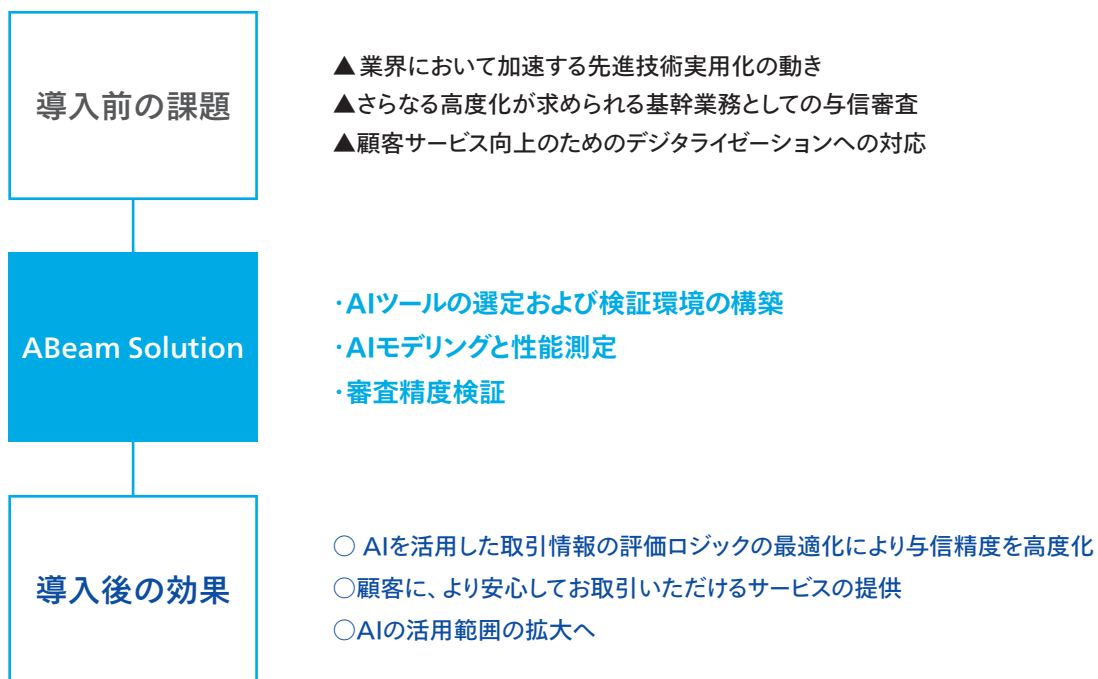 導入前の課題
▲業界において加速する先進技術実用化の動き
▲さらなる高度化が求められる基幹業務としての与信審査
▲顧客サービス向上のためのデジタライゼーションへの対応
ABeam Solution
・AIツールの選定および検証環境の構築
・AIモデリングと性能測定
・審査精度検証
導入後の効果
○ AIを活用した取引情報の評価ロジックの最適化により与信精度を高度化
○顧客に、より安心してお取引いただけるサービスの提供
○AIの活用範囲の拡大へ